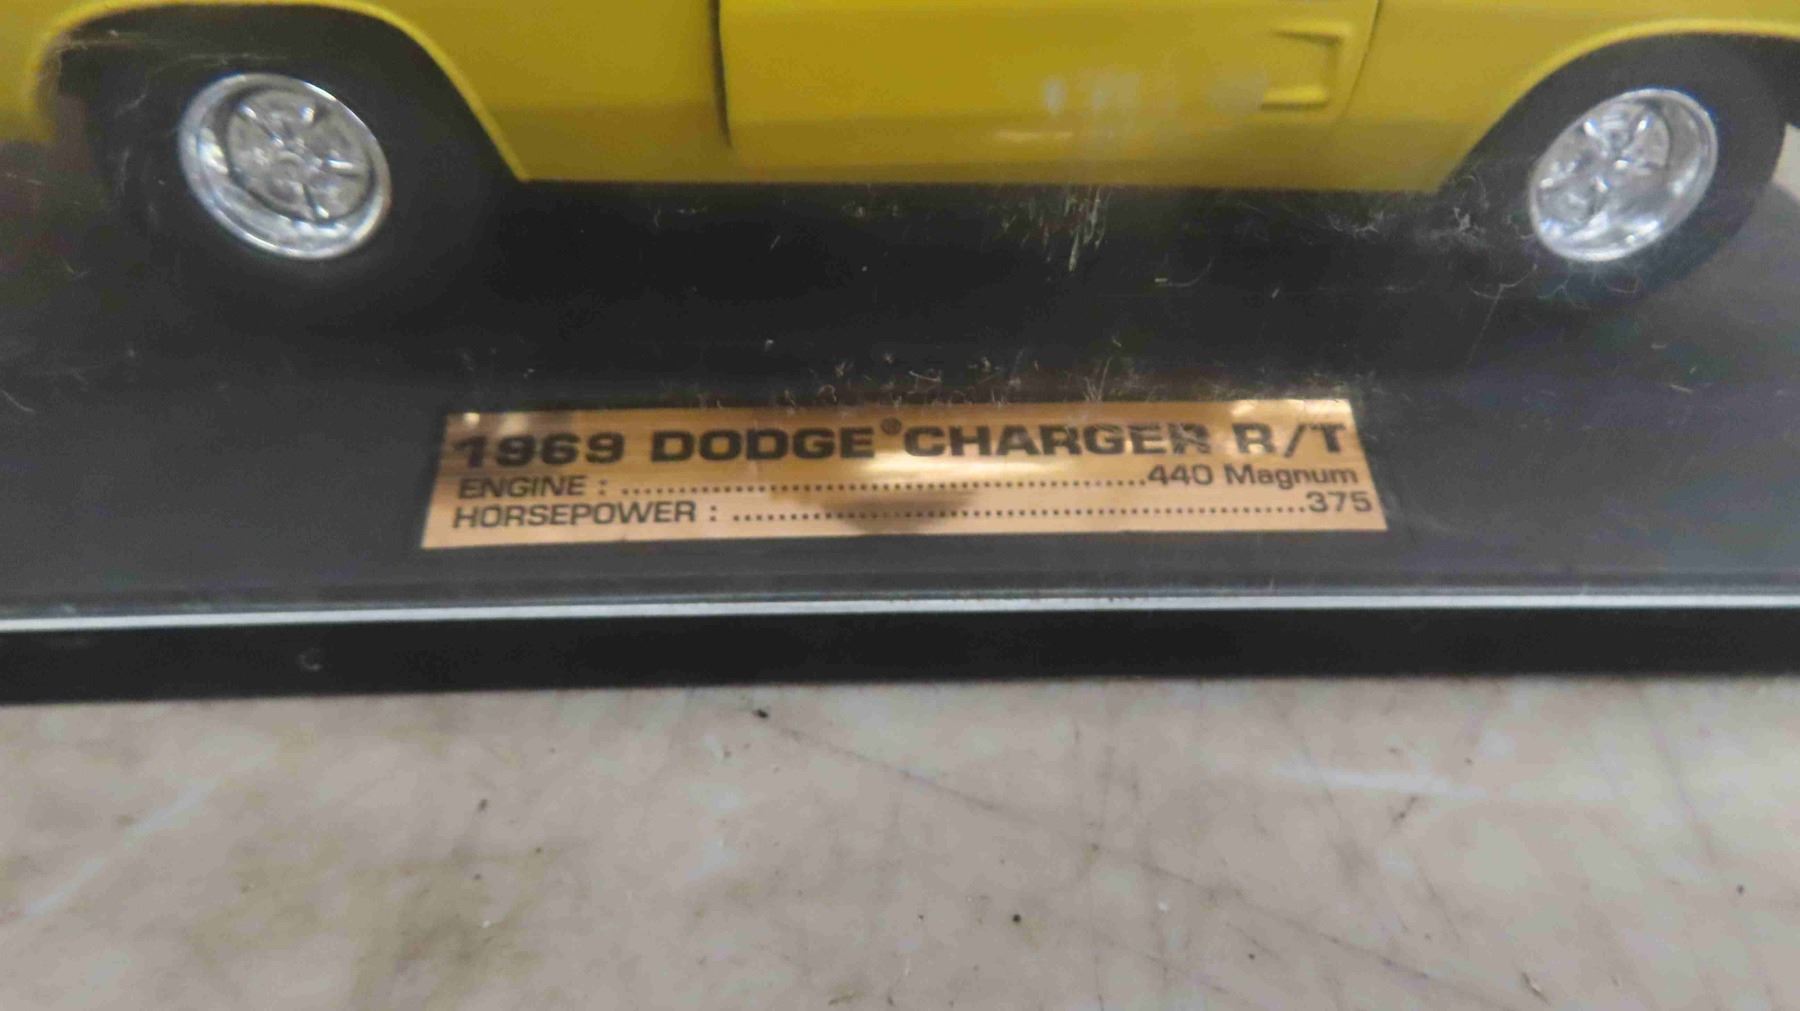 1969 DODGE® CHARGER R/T
ENGINE : ........................................................440 Magnum
HORSEPOWER : ............................................................375